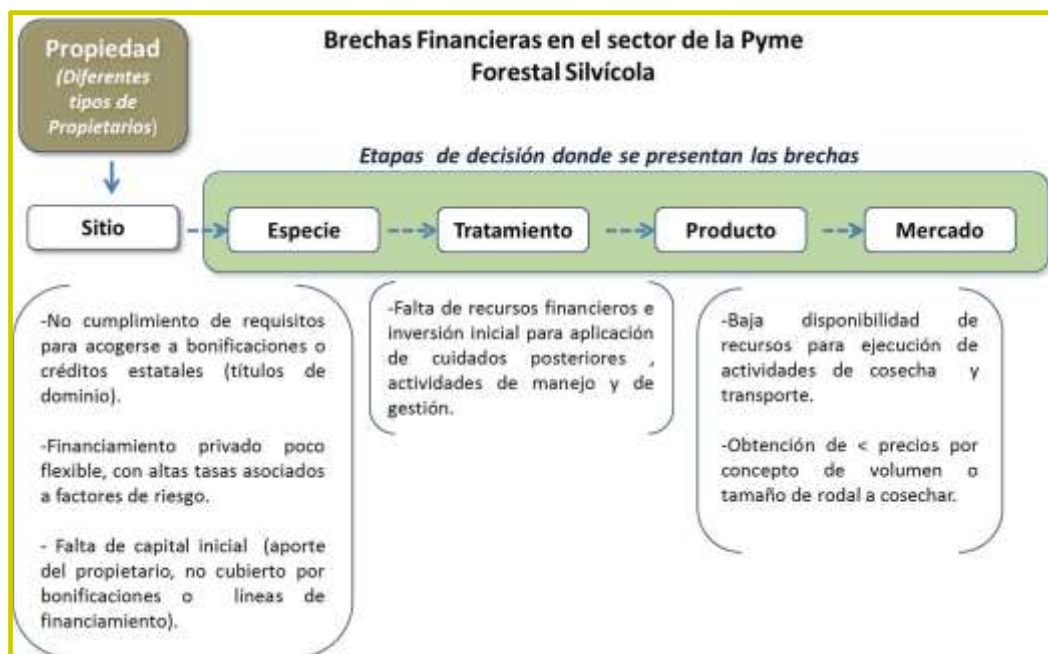 Propiedad
(Diferentes
tipos de
Propietarios)
Brechas Financieras en el sector de la Pyme
Forestal Silvícola
Etapas de decisión donde se presentan las brechas
Sitio
Especie
Tratamiento
Producto
Mercado
-No cumplimiento de requisitos
para acogerse a bonificaciones o
créditos estatales (títulos de
dominio).
-Financiamiento privado poco
flexible, con altas tasas asociados
a factores de riesgo.
- Falta de capital inicial (aporte
del propietario, no cubierto por
bonificaciones o líneas de
financiamiento).
-Falta de recursos financieros e
inversión inicial para aplicación
de cuidados posteriores ,
actividades de manejo y de
gestión.
-Baja disponibilidad de
recursos para ejecución de
actividades de cosecha y
transporte.
-Obtención de < precios por
concepto de volumen o
tamaño de rodal a cosechar.